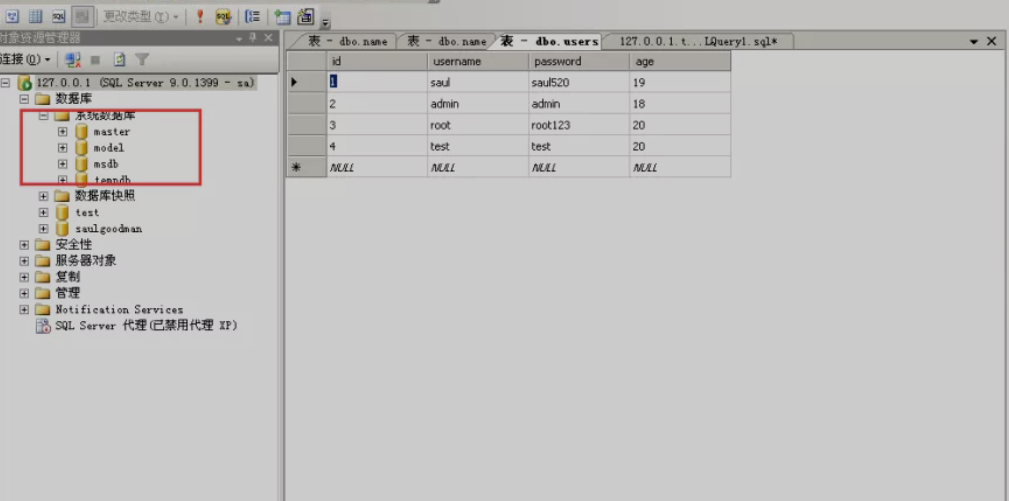 更改类型(Y)
对象资源管理器
连接(O)
127.0.0.1 (SQL Server 9.0.1399 - sa)
数据库
系统数据库
master
model
msdb
tempdb
数据库快照
test
saulgoodman
安全性
服务器对象
复制
管理
Notification Services
SQL Server 代理(已禁用代理 XP)
表 - dbo.name
表 - dbo.name
表 - dbo.users
127.0.0.1.t...LQuery1.sql*
id username password age
1 saul saul520 19
2 admin admin 18
3 root root123 20
4 test test 20
NULL NULL NULL NULL